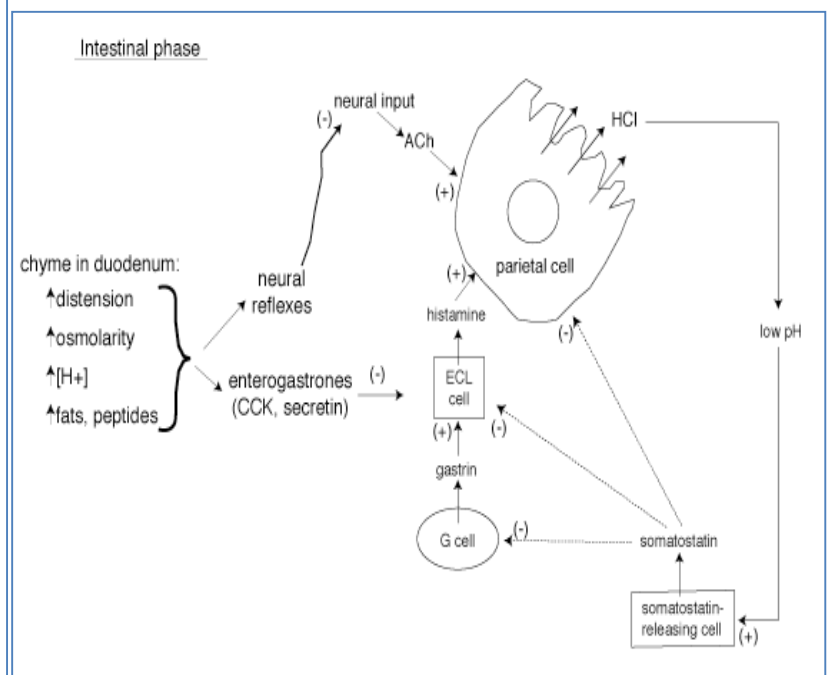 Intestinal phase
neural input
(-)
ACh
(+)
HCl
parietal cell
(+)
histamine
(-)
low pH
chyme in duodenum:
↑distension
↑osmolarity
↑[H+]
↑fats, peptides
neural
reflexes
enterogastrones
(CCK, secretin)
(-)
ECL
cell
(+)
(-)
gastrin
G cell
(-)
somatostatin
somatostatin-
releasing cell
(+)